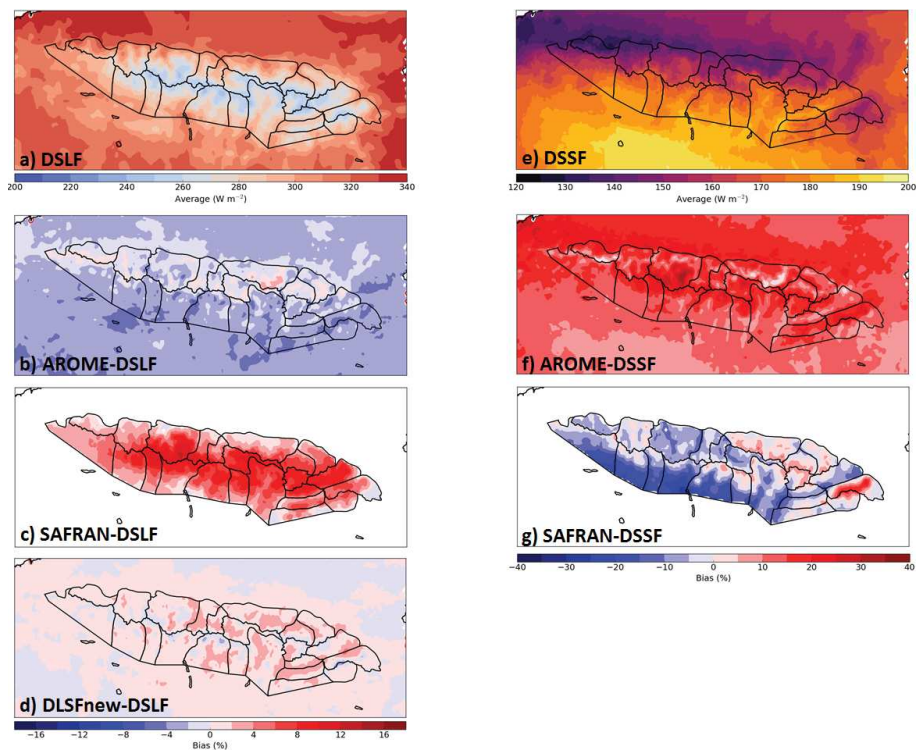 a) DSLF
200 220 240 260 280 300 320 340
Average (W m⁻²)
b) AROME-DSLF
c) SAFRAN-DSLF
d) DLSFnew-DSLF
−16 −12 −8 −4 0 4 8 12 16
Bias (%)
e) DSSF
120 130 140 150 160 170 180 190 200
Average (W m⁻²)
f) AROME-DSSF
g) SAFRAN-DSSF
−40 −30 −20 −10 0 10 20 30 40
Bias (%)